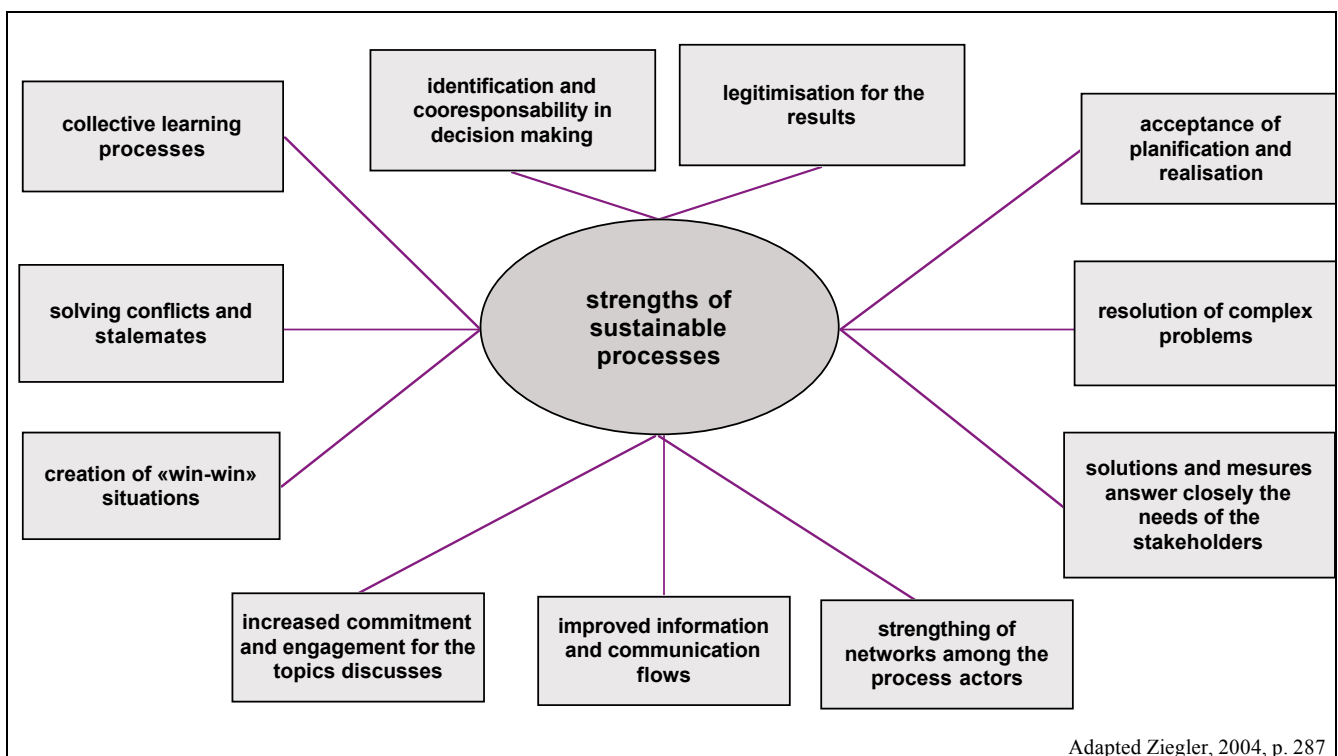 collective learning
processes
identification and
cooresponsability in
decision making
legitimisation for the
results
acceptance of
planification and
realisation
solving conflicts and
stalemates
strengths of
sustainable
processes
resolution of complex
problems
creation of «win-win»
situations
solutions and mesures
answer closely the
needs of the
stakeholders
increased commitment
and engagement for the
topics discusses
improved information
and communication
flows
strengthing of
networks among the
process actors
Adapted Ziegler, 2004, p. 287